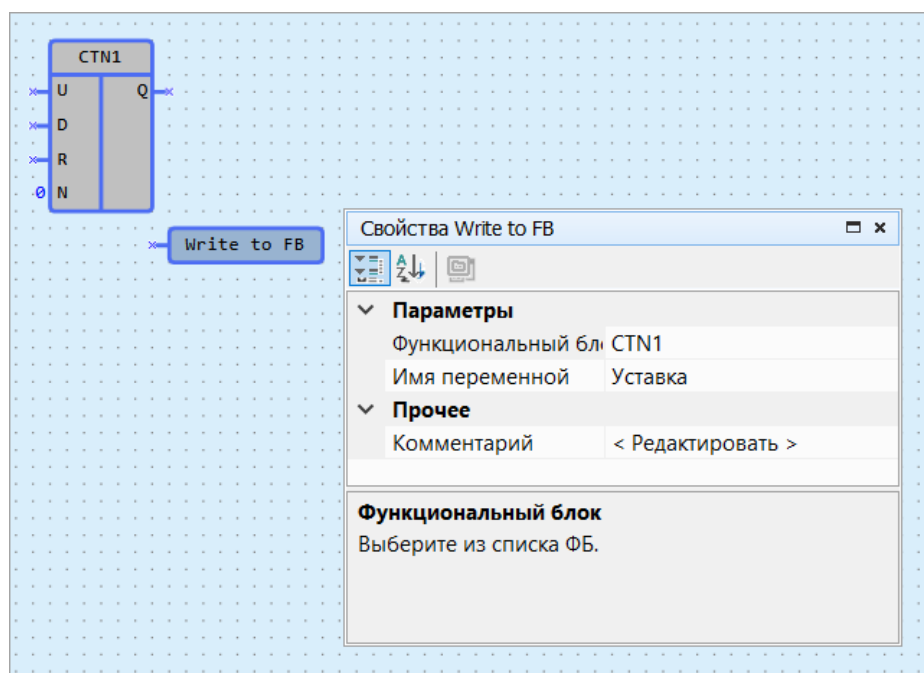 CTN1
U Q
D
R
0 N
Write to FB
Свойства Write to FB
Параметры
Функциональный бл CTN1
Имя переменной Уставка
Прочее
Комментарий < Редактировать >
Функциональный блок
Выберите из списка ФБ.